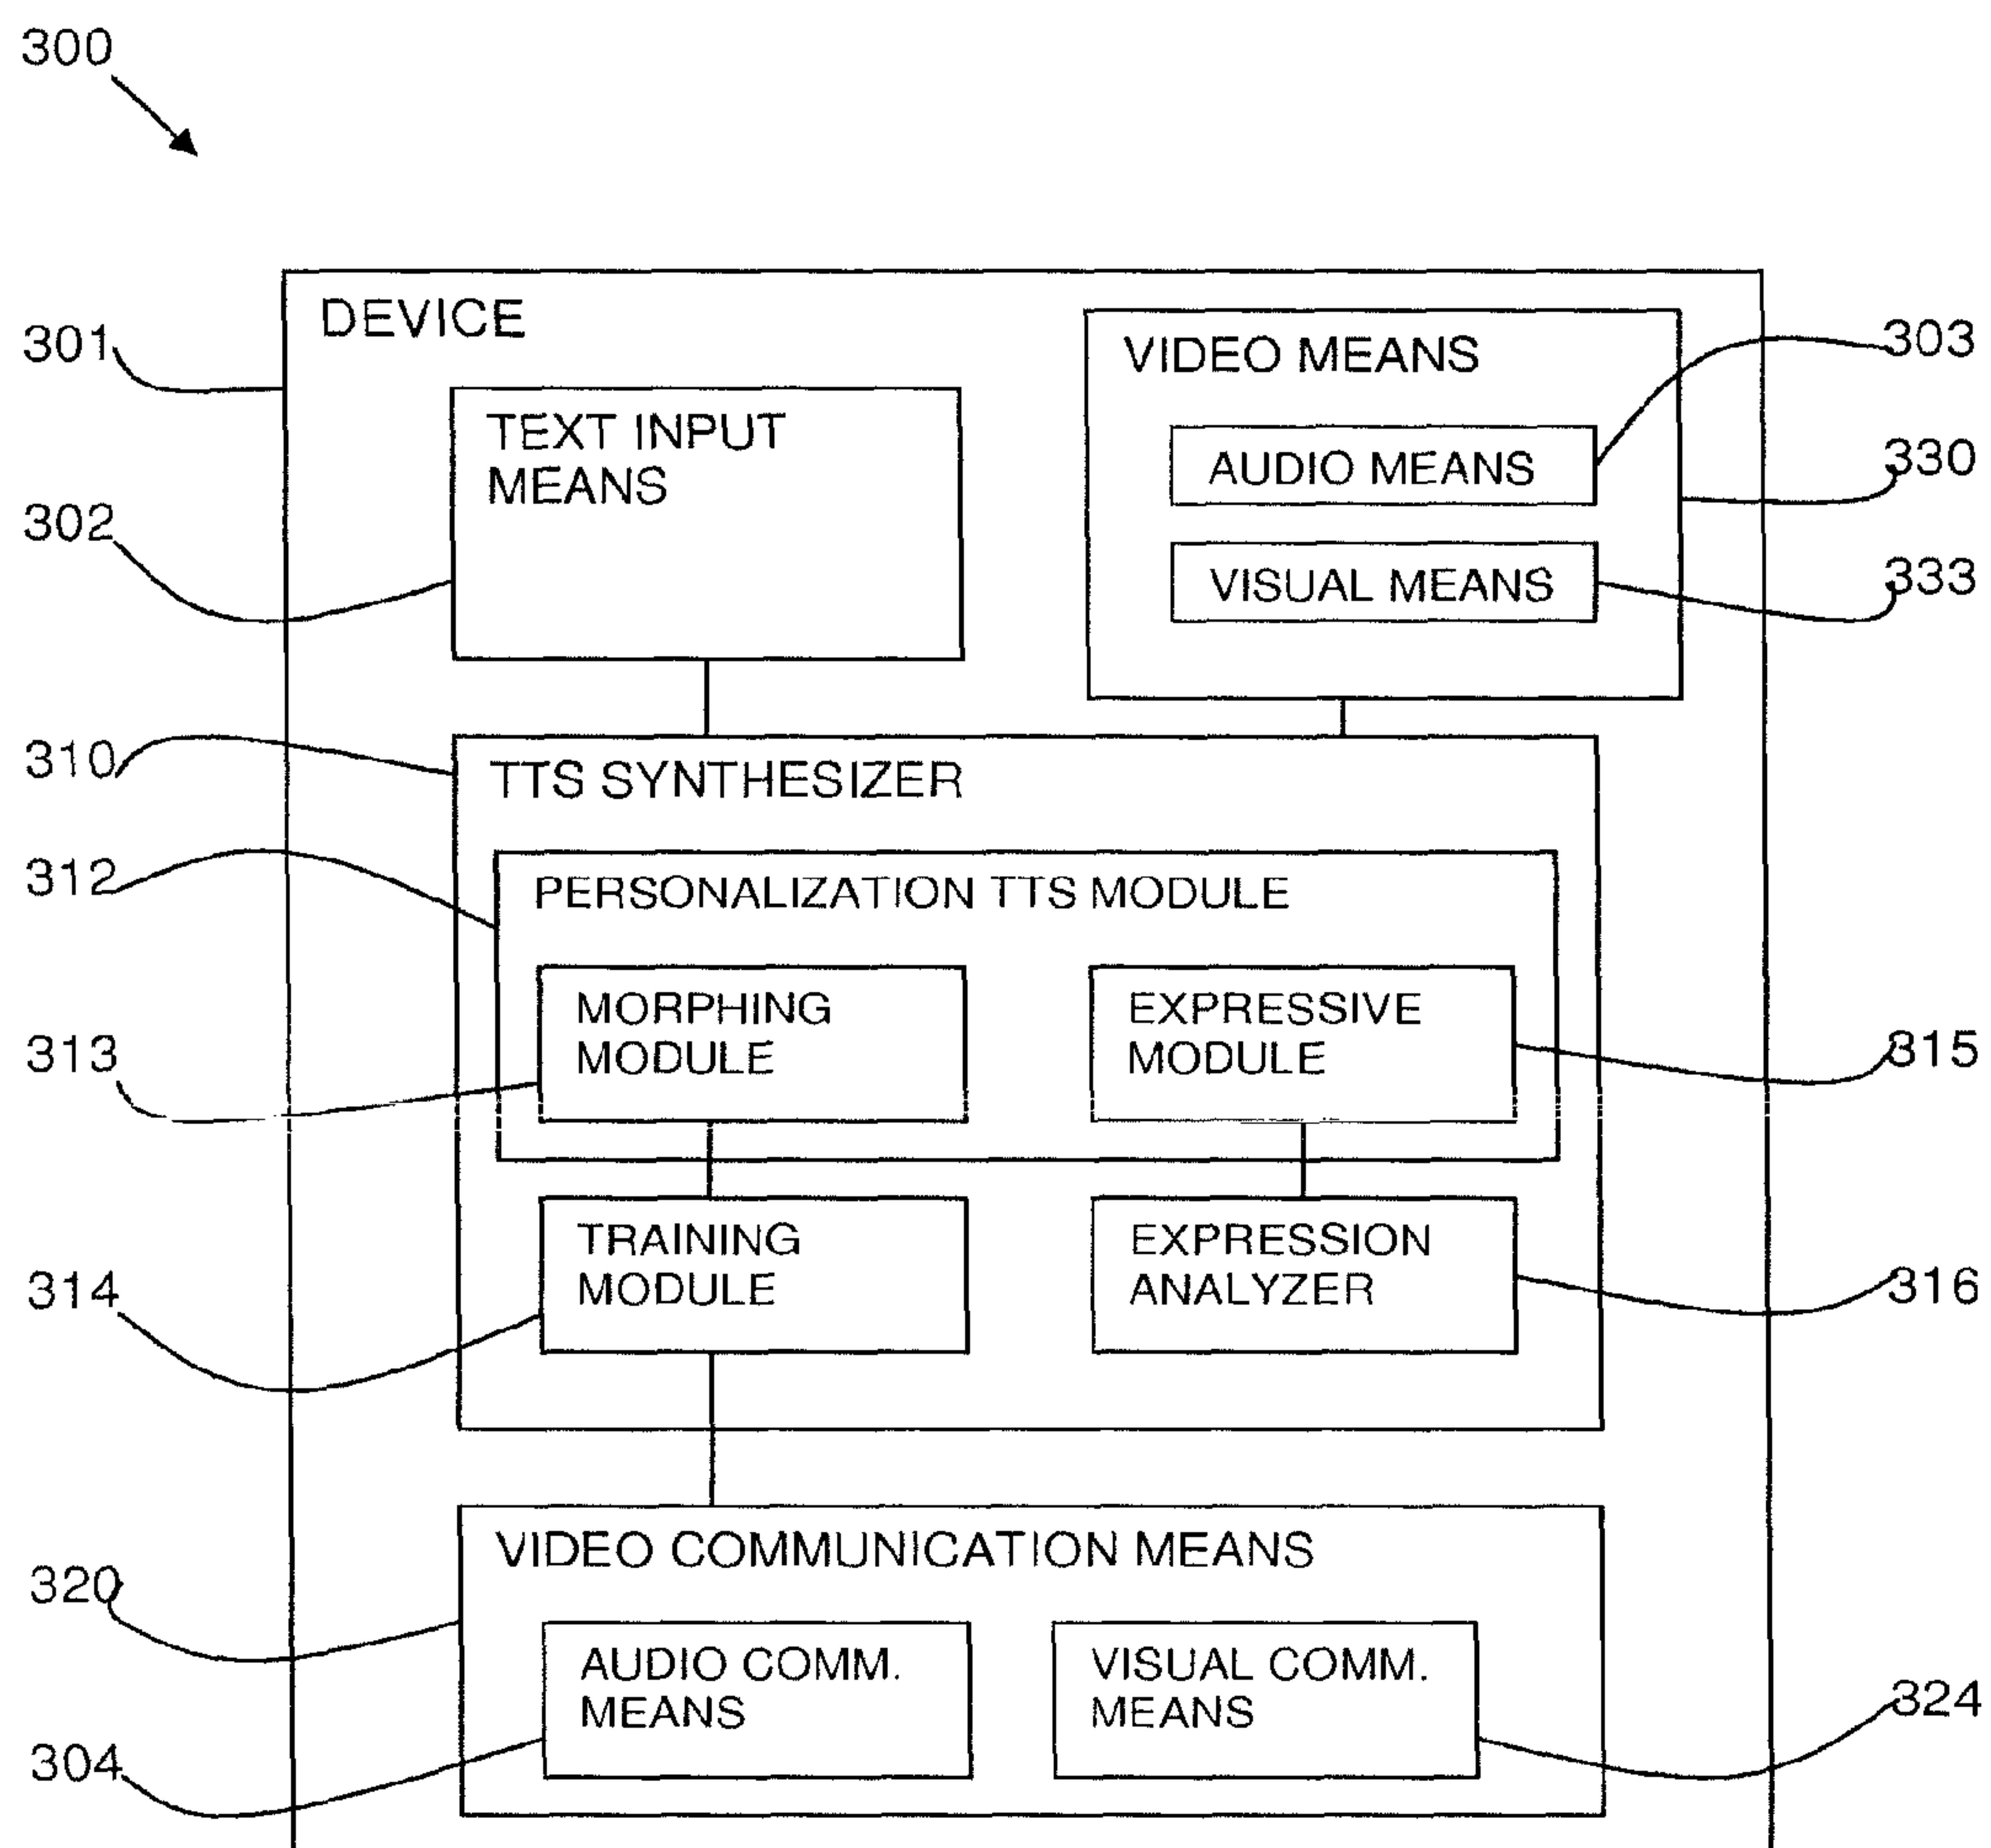 300
DEVICE
301
VIDEO MEANS
303
TEXT INPUT
MEANS
AUDIO MEANS
330
302
VISUAL MEANS
333
310
TTS SYNTHESIZER
312
PERSONALIZATION TTS MODULE
MORPHING
MODULE
313
EXPRESSIVE
MODULE
315
TRAINING
MODULE
314
EXPRESSION
ANALYZER
316
VIDEO COMMUNICATION MEANS
320
AUDIO COMM.
MEANS
304
VISUAL COMM.
MEANS
324